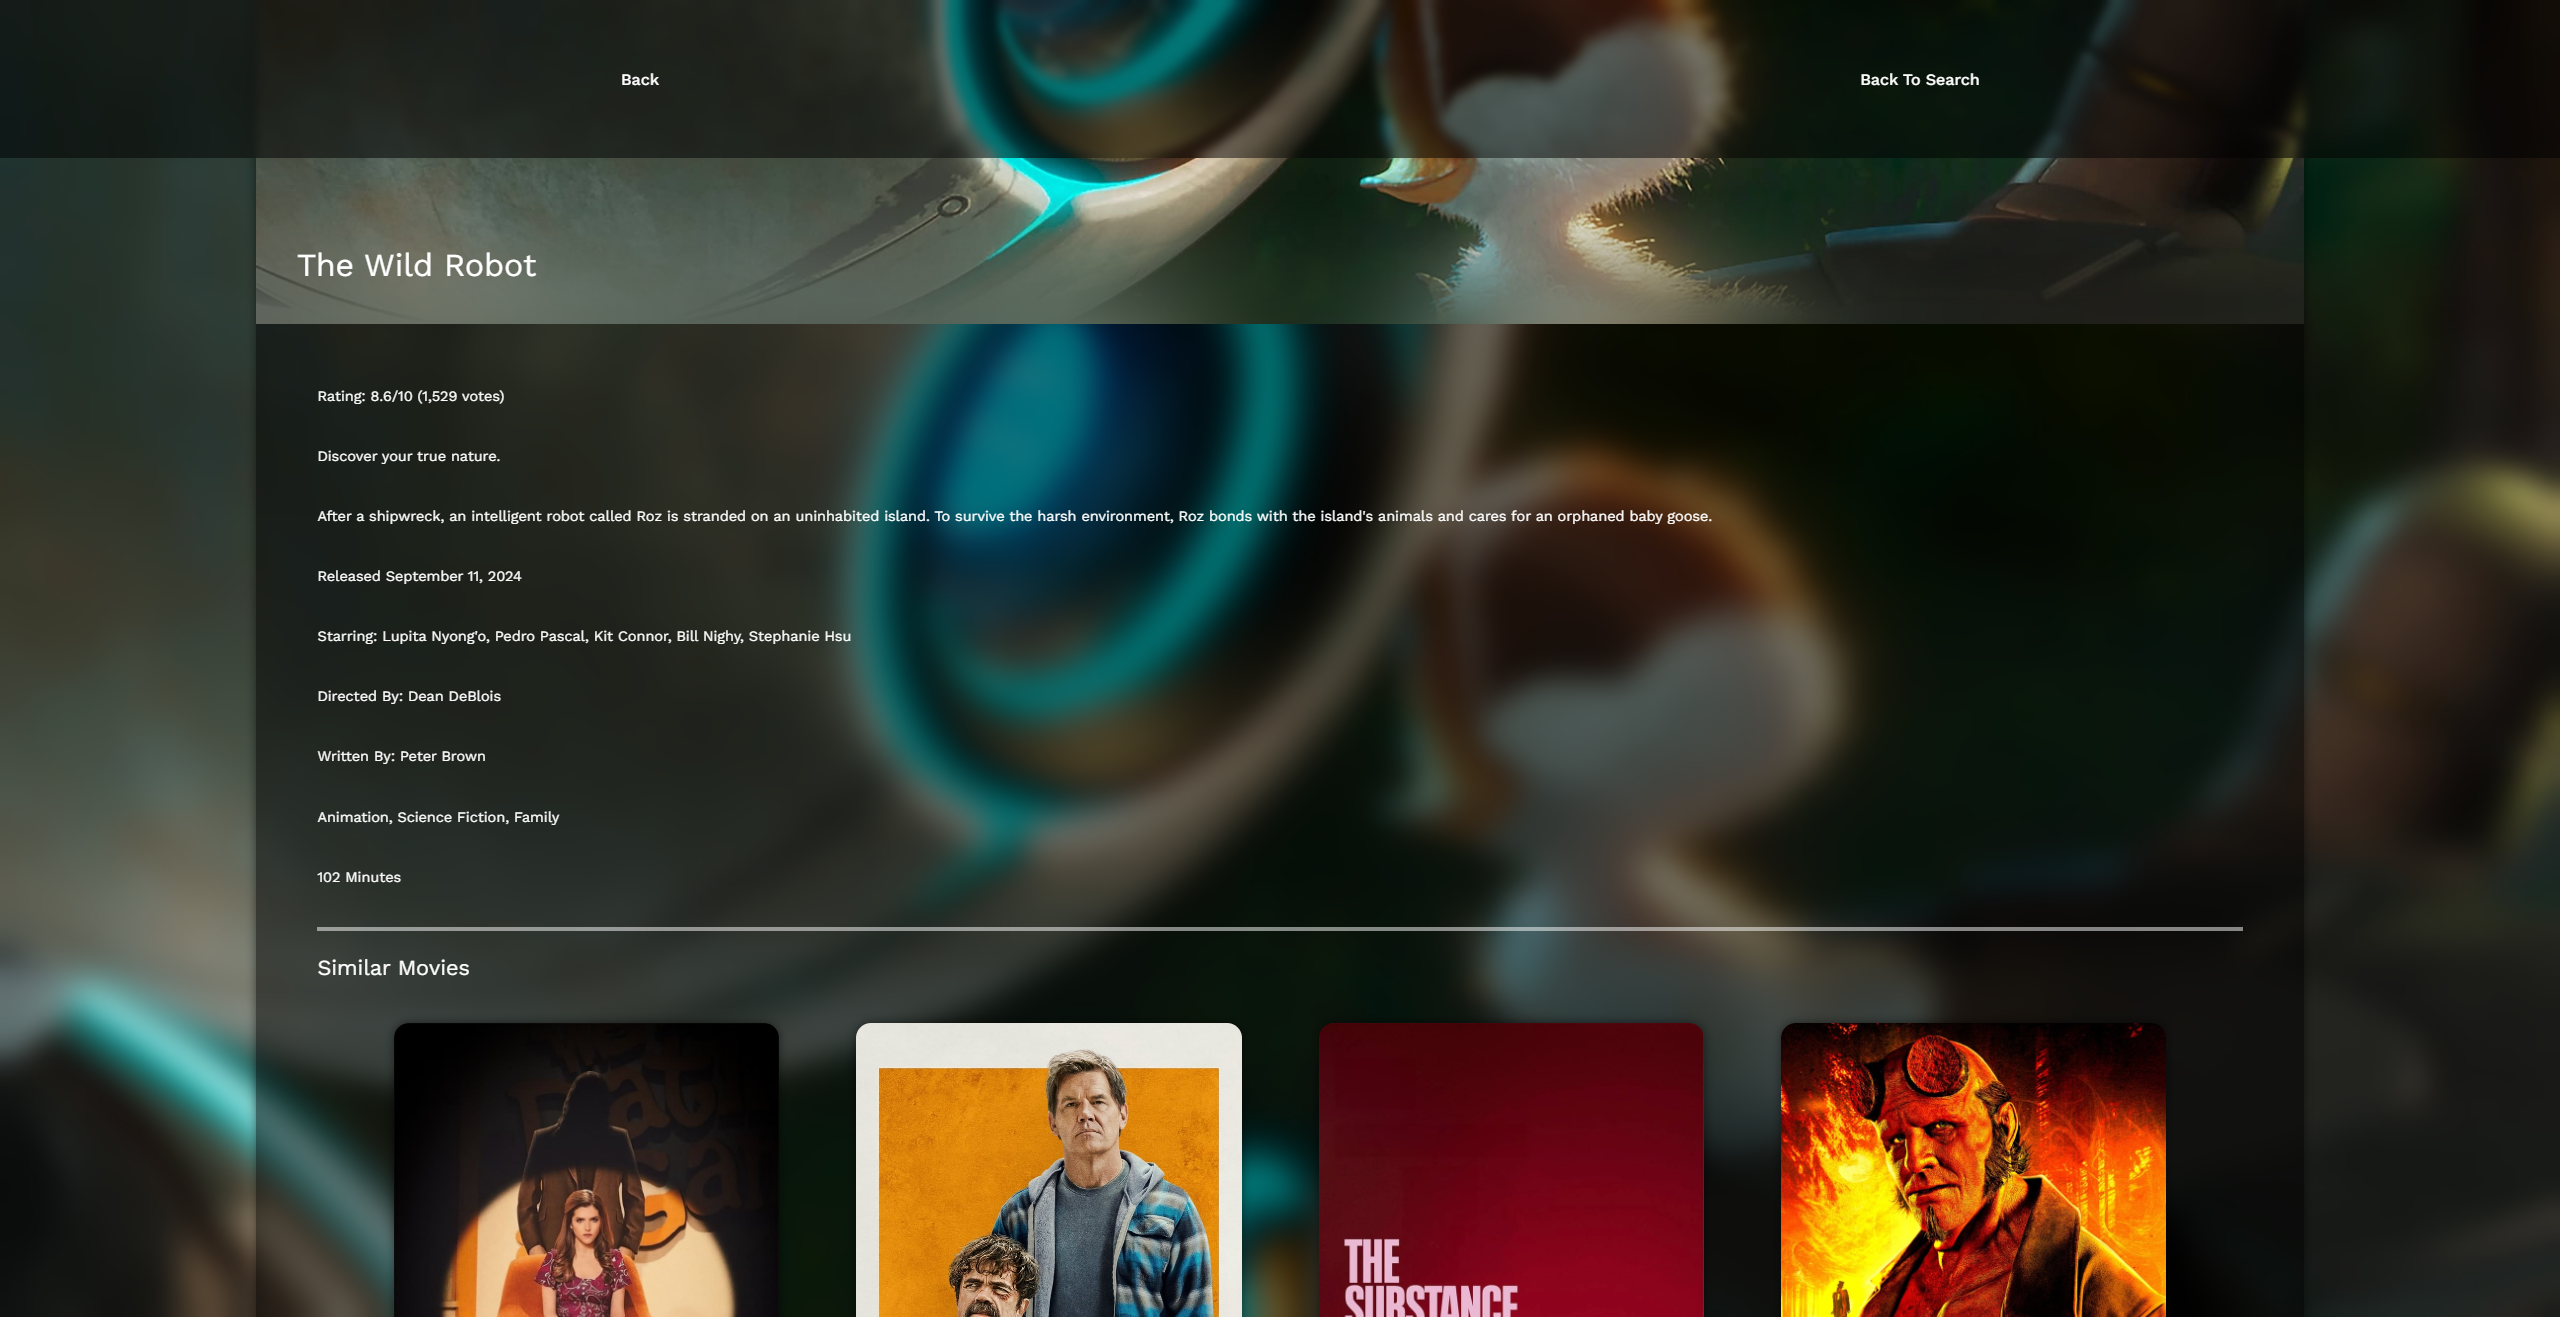 Back
Back To Search
The Wild Robot
Rating: 8.6/10 (1,529 votes)
Discover your true nature.
After a shipwreck, an intelligent robot called Roz is stranded on an uninhabited island. To survive the harsh environment, Roz bonds with the island's animals and cares for an orphaned baby goose.
Released September 11, 2024
Starring: Lupita Nyong'o, Pedro Pascal, Kit Connor, Bill Nighy, Stephanie Hsu
Directed By: Dean DeBlois
Written By: Peter Brown
Animation, Science Fiction, Family
102 Minutes
Similar Movies
THE
SUBSTANCE